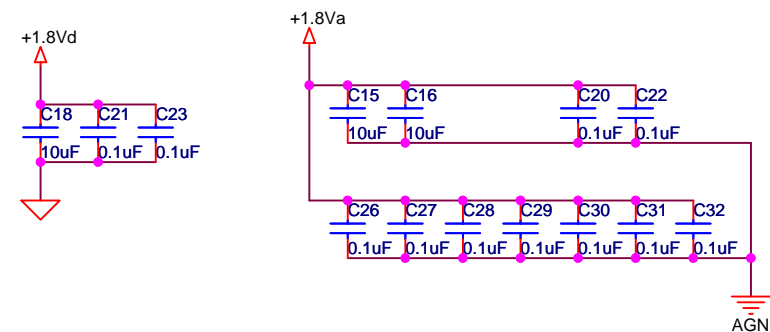 +1.8Va
+1.8Vd
C15 C16 C20 C22
C18 C21 C23
10uF 10uF 0.1uF 0.1uF
10uF 0.1uF 0.1uF
C26 C27 C28 C29 C30 C31 C32
0.1uF 0.1uF 0.1uF 0.1uF 0.1uF 0.1uF 0.1uF
AGN